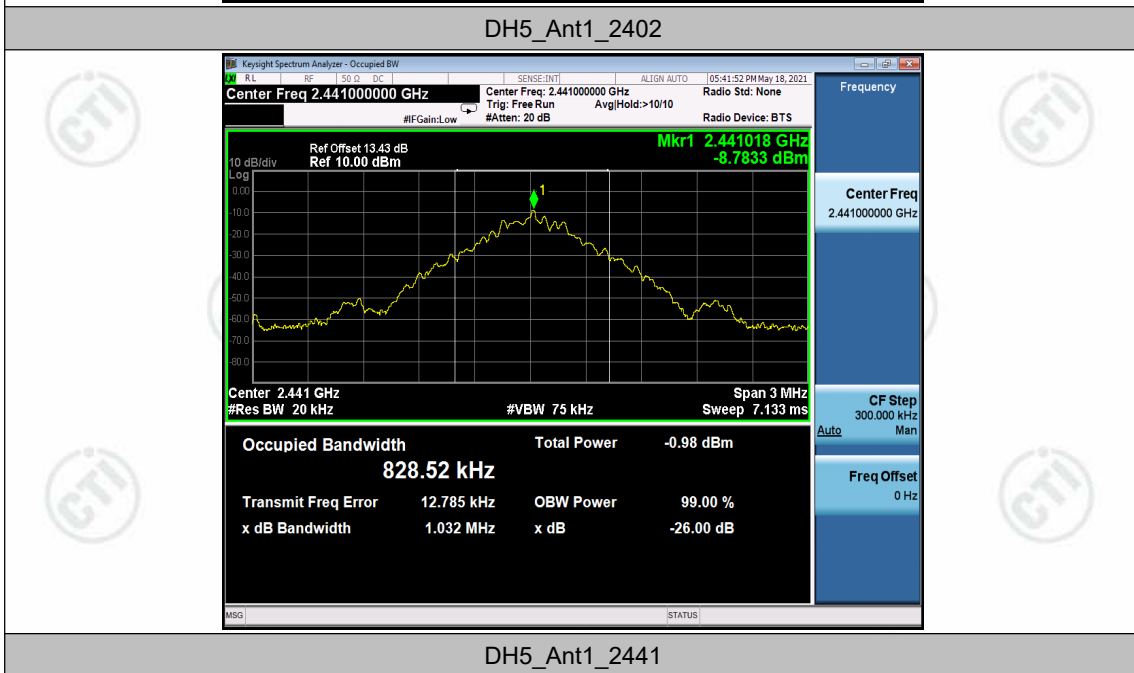 DH5_Ant1_2402
Keysight Spectrum Analyzer - Occupied BW
LXI RL RF 50 Ω DC SENSE:INT ALIGN AUTO 05:41:52 PM May 18, 2021
Center Freq 2.441000000 GHz Center Freq: 2.441000000 GHz Radio Std: None
Trig: Free Run Avg|Hold:>10/10
#IFGain:Low #Atten: 20 dB Radio Device: BTS
Frequency
Mkr1 2.441018 GHz
-8.7833 dBm
Ref Offset 13.43 dB
10 dB/div Ref 10.00 dBm
Log
0.00
-10.0
-20.0
-30.0
-40.0
-50.0
-60.0
-70.0
-80.0
1
Center 2.441 GHz Span 3 MHz
#Res BW 20 kHz #VBW 75 kHz Sweep 7.133 ms
Occupied Bandwidth Total Power -0.98 dBm
828.52 kHz
Transmit Freq Error 12.785 kHz OBW Power 99.00 %
x dB Bandwidth 1.032 MHz x dB -26.00 dB
Center Freq
2.441000000 GHz
CF Step
300.000 kHz
Auto Man
Freq Offset
0 Hz
MSG STATUS
DH5_Ant1_2441
CTI
CTI
CTI
CTI